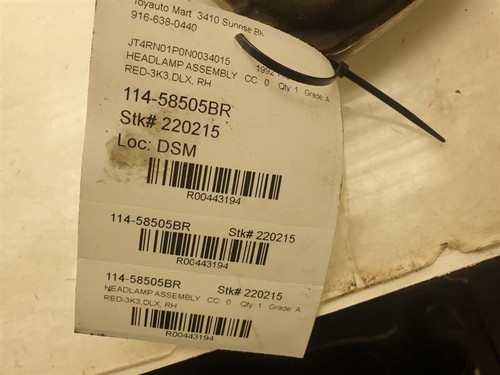 Toyauto Mart 3410 Sunrise
916-638-0440
JT4RN01P0N0034015 1992
HEADLAMP ASSEMBLY CC 0 Qty 1 Grade: A
RED-3K3,DLX, RH
114-58505BR
Stk# 220215
Loc: DSM
R00443194
114-58505BR Stk# 220215
R00443194
114-58505BR Stk# 220215
HEADLAMP ASSEMBLY CC 0 Qty 1 Grade: A
RED-3K3,DLX, RH
R00443194